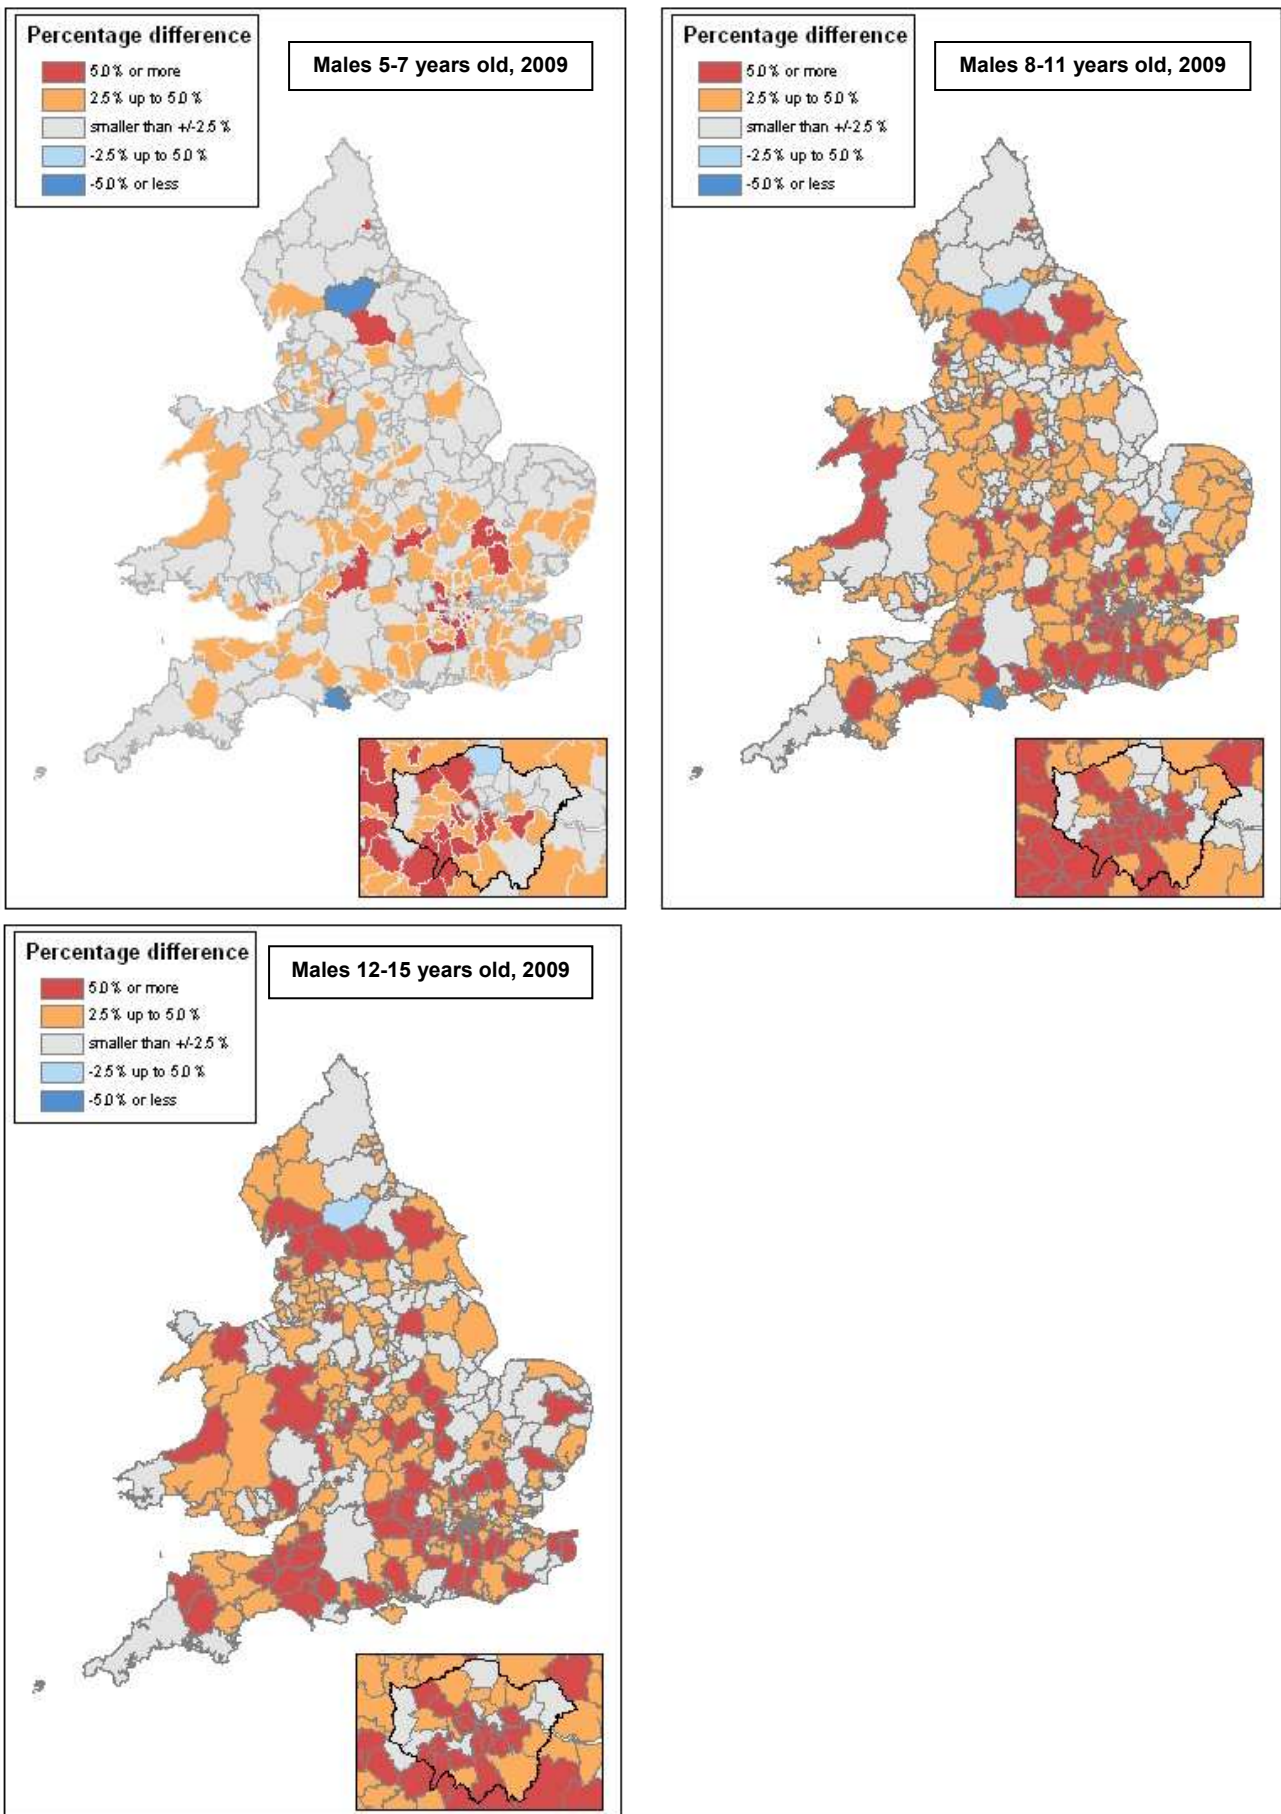 Percentage difference
5.0 % or more
2.5 % up to 5.0 %
smaller than +/-2.5 %
-2.5 % up to 5.0 %
-5.0 % or less
Males 5-7 years old, 2009
Percentage difference
5.0 % or more
2.5 % up to 5.0 %
smaller than +/-2.5 %
-2.5 % up to 5.0 %
-5.0 % or less
Males 8-11 years old, 2009
Percentage difference
5.0 % or more
2.5 % up to 5.0 %
smaller than +/-2.5 %
-2.5 % up to 5.0 %
-5.0 % or less
Males 12-15 years old, 2009